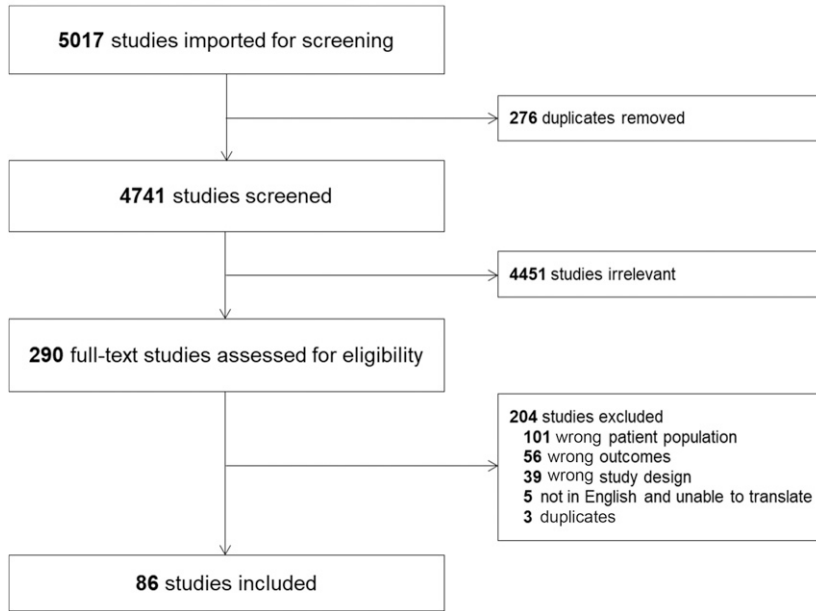 5017 studies imported for screening
276 duplicates removed
4741 studies screened
4451 studies irrelevant
290 full-text studies assessed for eligibility
204 studies excluded
101 wrong patient population
56 wrong outcomes
39 wrong study design
5 not in English and unable to translate
3 duplicates
86 studies included